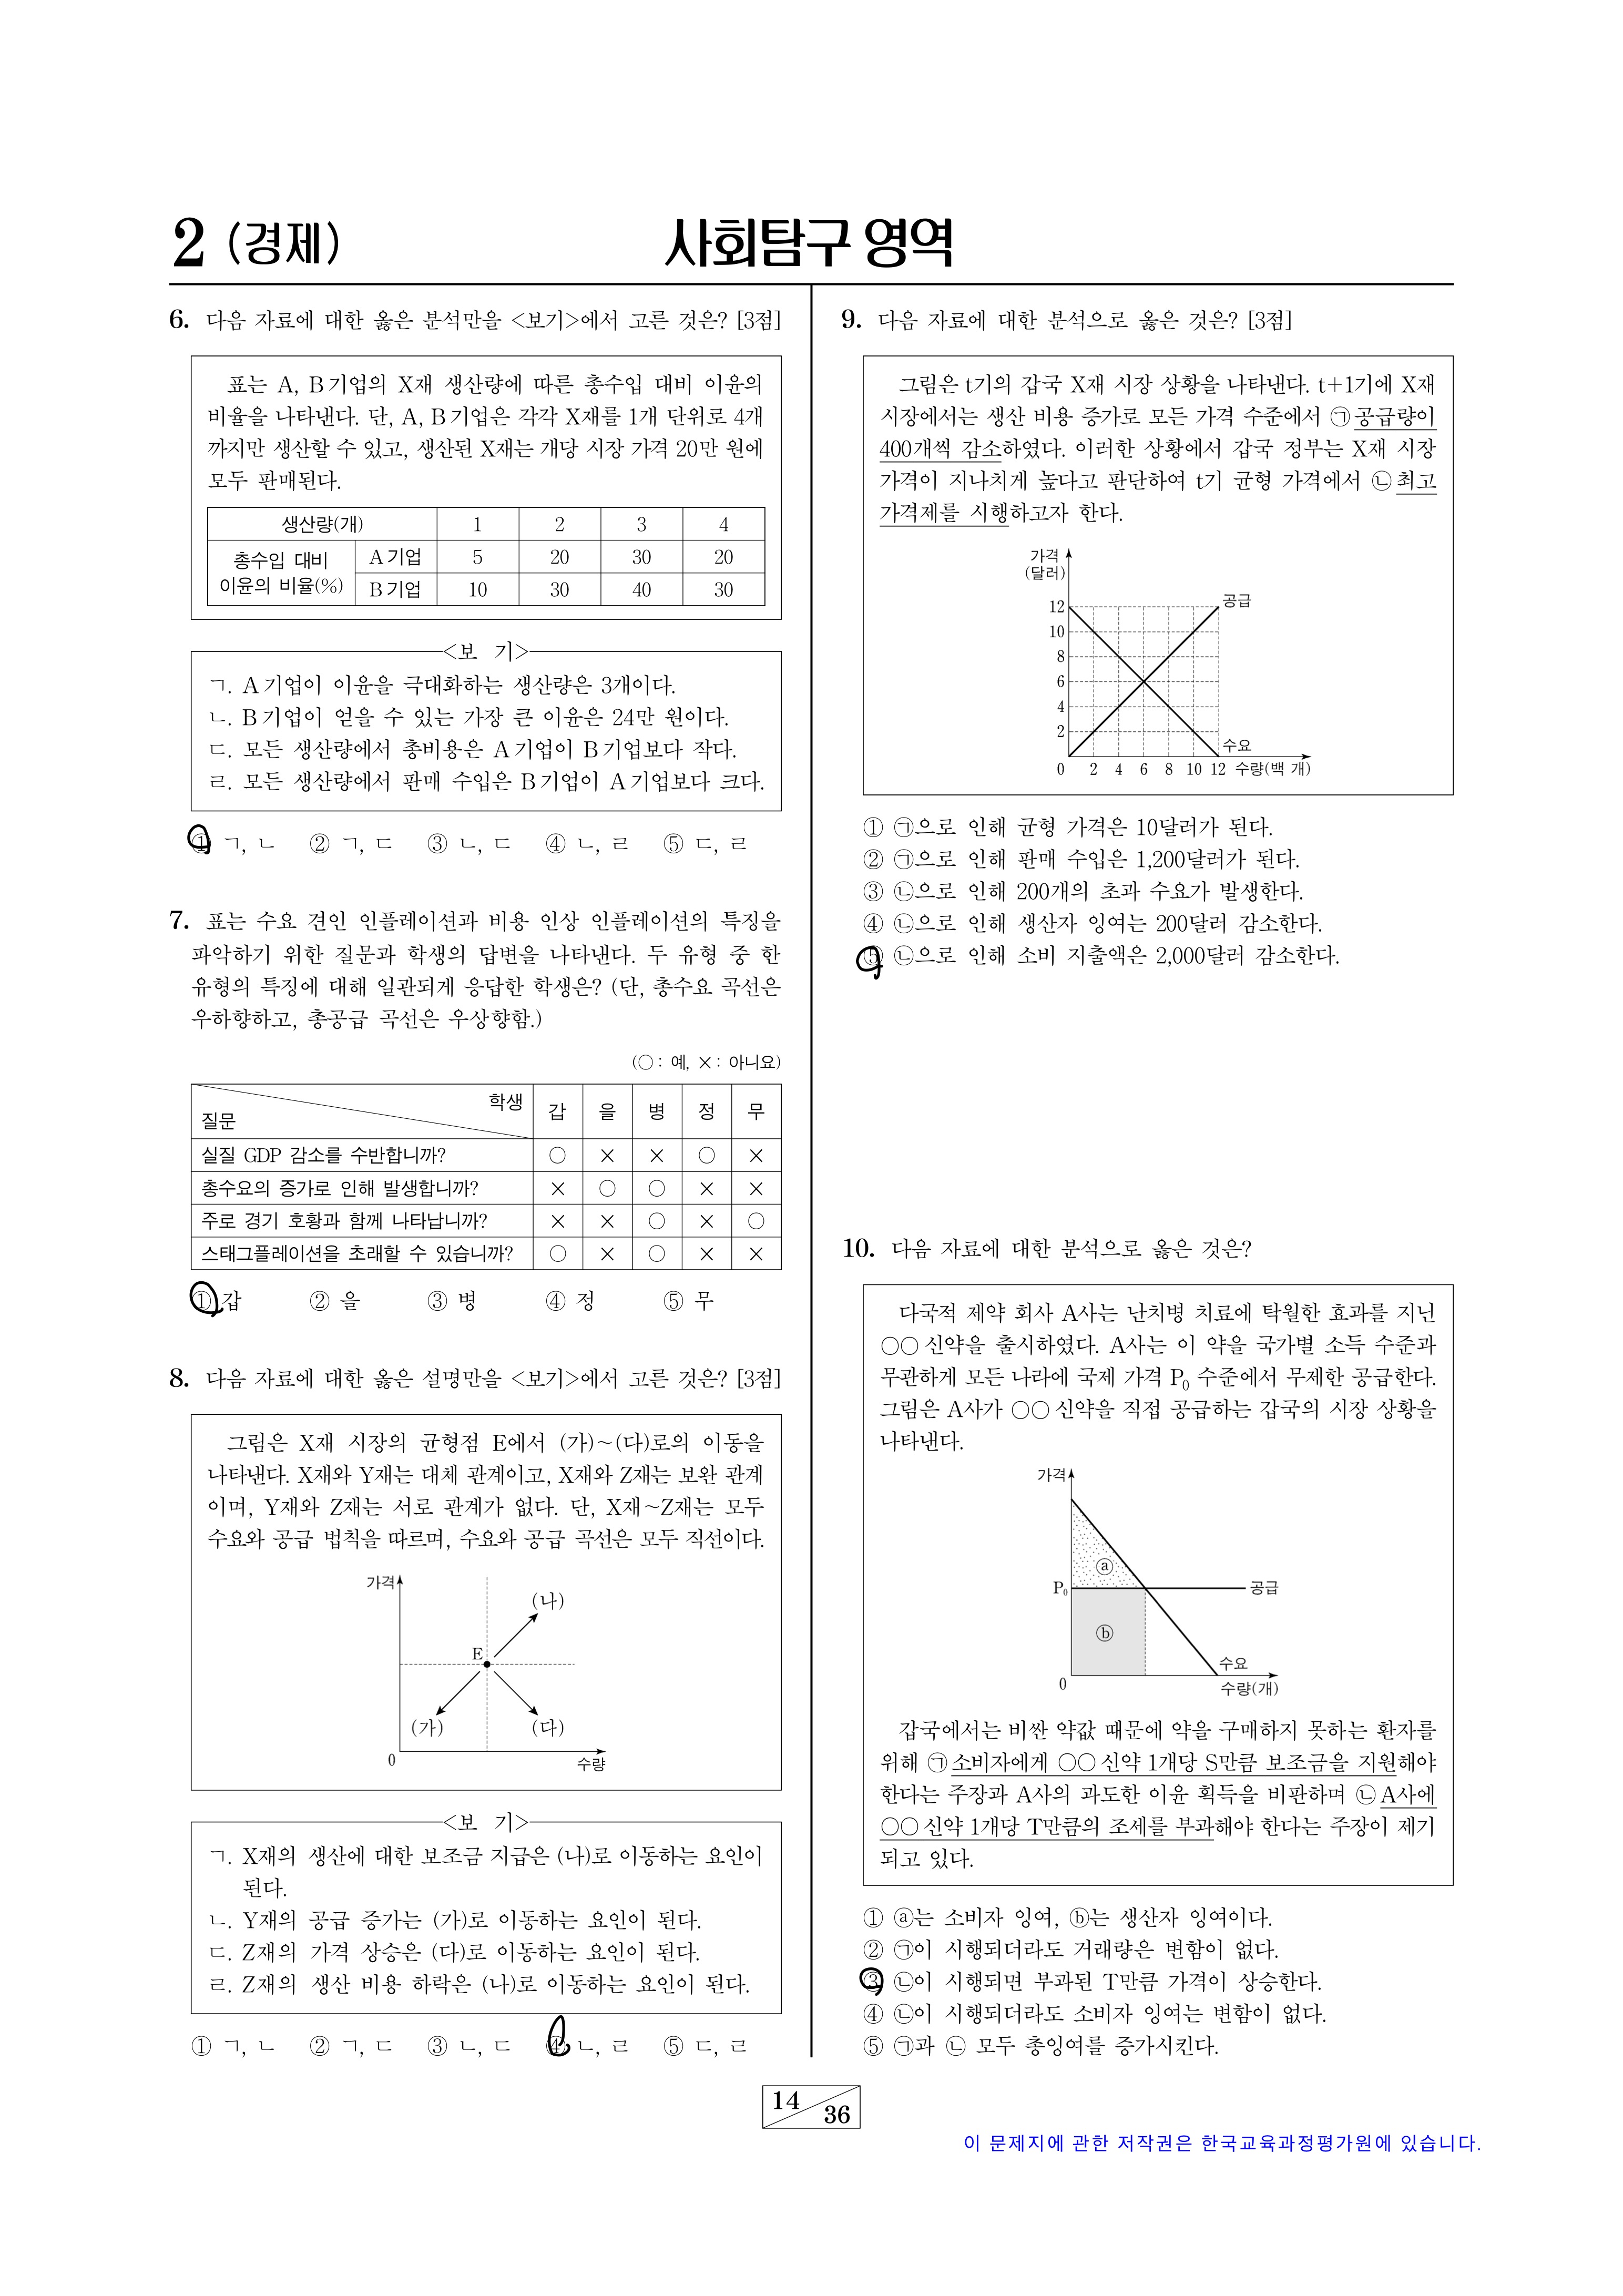 2 (경제)
사회탐구 영역
6. 다음 자료에 대한 옳은 분석만을 <보기>에서 고른 것은? [3점]
표는 A, B기업의 X재 생산량에 따른 총수입 대비 이윤의
비율을 나타낸다. 단, A, B기업은 각각 X재를 1개 단위로 4개
까지만 생산할 수 있고, 생산된 X재는 개당 시장 가격 20만 원에
모두 판매된다.
생산량(개) 1 2 3 4
총수입 대비 이윤의 비율(%)
A기업 5 20 30 20
B기업 10 30 40 30
<보 기>
ㄱ. A기업이 이윤을 극대화하는 생산량은 3개이다.
ㄴ. B기업이 얻을 수 있는 가장 큰 이윤은 24만 원이다.
ㄷ. 모든 생산량에서 총비용은 A기업이 B기업보다 작다.
ㄹ. 모든 생산량에서 판매 수입은 B기업이 A기업보다 크다.
① ㄱ, ㄴ ② ㄱ, ㄷ ③ ㄴ, ㄷ ④ ㄴ, ㄹ ⑤ ㄷ, ㄹ
7. 표는 수요 견인 인플레이션과 비용 인상 인플레이션의 특징을
파악하기 위한 질문과 학생의 답변을 나타낸다. 두 유형 중 한
유형의 특징에 대해 일관되게 응답한 학생은? (단, 총수요 곡선은
우하향하고, 총공급 곡선은 우상향함.)
(○ : 예, × : 아니요)
질문 학생 갑 을 병 정 무
실질 GDP 감소를 수반합니까? ○ × × ○ ×
총수요의 증가로 인해 발생합니까? × ○ ○ × ×
주로 경기 호황과 함께 나타납니까? × × ○ × ○
스태그플레이션을 초래할 수 있습니까? ○ × ○ × ×
① 갑 ② 을 ③ 병 ④ 정 ⑤ 무
8. 다음 자료에 대한 옳은 설명만을 <보기>에서 고른 것은? [3점]
그림은 X재 시장의 균형점 E에서 (가)~(다)로의 이동을
나타낸다. X재와 Y재는 대체 관계이고, X재와 Z재는 보완 관계
이며, Y재와 Z재는 서로 관계가 없다. 단, X재~Z재는 모두
수요와 공급 법칙을 따르며, 수요와 공급 곡선은 모두 직선이다.
가격
(나)
E
(가) (다)
0 수량
<보 기>
ㄱ. X재의 생산에 대한 보조금 지급은 (나)로 이동하는 요인이
된다.
ㄴ. Y재의 공급 증가는 (가)로 이동하는 요인이 된다.
ㄷ. Z재의 가격 상승은 (다)로 이동하는 요인이 된다.
ㄹ. Z재의 생산 비용 하락은 (나)로 이동하는 요인이 된다.
① ㄱ, ㄴ ② ㄱ, ㄷ ③ ㄴ, ㄷ ④ ㄴ, ㄹ ⑤ ㄷ, ㄹ
9. 다음 자료에 대한 분석으로 옳은 것은? [3점]
그림은 t기의 갑국 X재 시장 상황을 나타낸다. t+1기에 X재
시장에서는 생산 비용 증가로 모든 가격 수준에서 ㉠공급량이
400개씩 감소하였다. 이러한 상황에서 갑국 정부는 X재 시장
가격이 지나치게 높다고 판단하여 t기 균형 가격에서 ㉡최고
가격제를 시행하고자 한다.
가격
(달러)
12 공급
10
8
6
4
2 수요
0 2 4 6 8 10 12 수량(백 개)
① ㉠으로 인해 균형 가격은 10달러가 된다.
② ㉠으로 인해 판매 수입은 1,200달러가 된다.
③ ㉡으로 인해 200개의 초과 수요가 발생한다.
④ ㉡으로 인해 생산자 잉여는 200달러 감소한다.
⑤ ㉡으로 인해 소비 지출액은 2,000달러 감소한다.
10. 다음 자료에 대한 분석으로 옳은 것은?
다국적 제약 회사 A사는 난치병 치료에 탁월한 효과를 지닌
○○신약을 출시하였다. A사는 이 약을 국가별 소득 수준과
무관하게 모든 나라에 국제 가격 P₀ 수준에서 무제한 공급한다.
그림은 A사가 ○○신약을 직접 공급하는 갑국의 시장 상황을
나타낸다.
가격
ⓐ
P₀ 공급
ⓑ
수요
0 수량(개)
갑국에서는 비싼 약값 때문에 약을 구매하지 못하는 환자를
위해 ㉠소비자에게 ○○신약 1개당 S만큼 보조금을 지원해야
한다는 주장과 A사의 과도한 이윤 획득을 비판하며 ㉡A사에
○○신약 1개당 T만큼의 조세를 부과해야 한다는 주장이 제기
되고 있다.
① ⓐ는 소비자 잉여, ⓑ는 생산자 잉여이다.
② ㉠이 시행되더라도 거래량은 변함이 없다.
③ ㉡이 시행되면 부과된 T만큼 가격이 상승한다.
④ ㉡이 시행되더라도 소비자 잉여는 변함이 없다.
⑤ ㉠과 ㉡ 모두 총잉여를 증가시킨다.
14 36
이 문제지에 관한 저작권은 한국교육과정평가원에 있습니다.